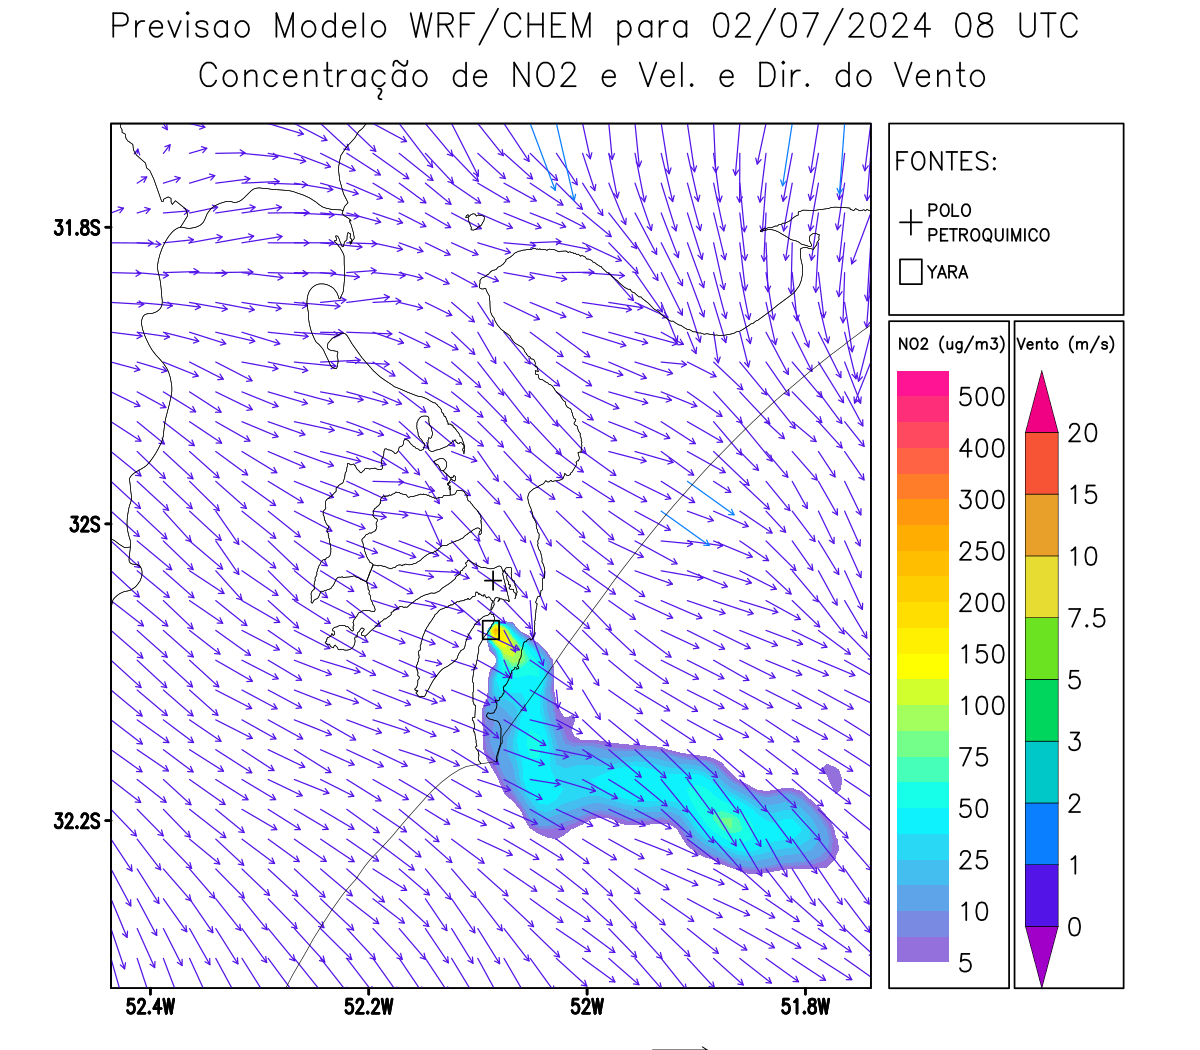 Previsao Modelo WRF/CHEM para 02/07/2024 08 UTC
Concentração de NO2 e Vel. e Dir. do Vento
FONTES:
POLO
PETROQUIMICO
YARA
NO2 (ug/m3)
500
400
300
250
200
150
100
75
50
25
10
5
Vento (m/s)
20
15
10
7.5
5
3
2
1
0
31.8S
32S
32.2S
52.4W
52.2W
52W
51.8W